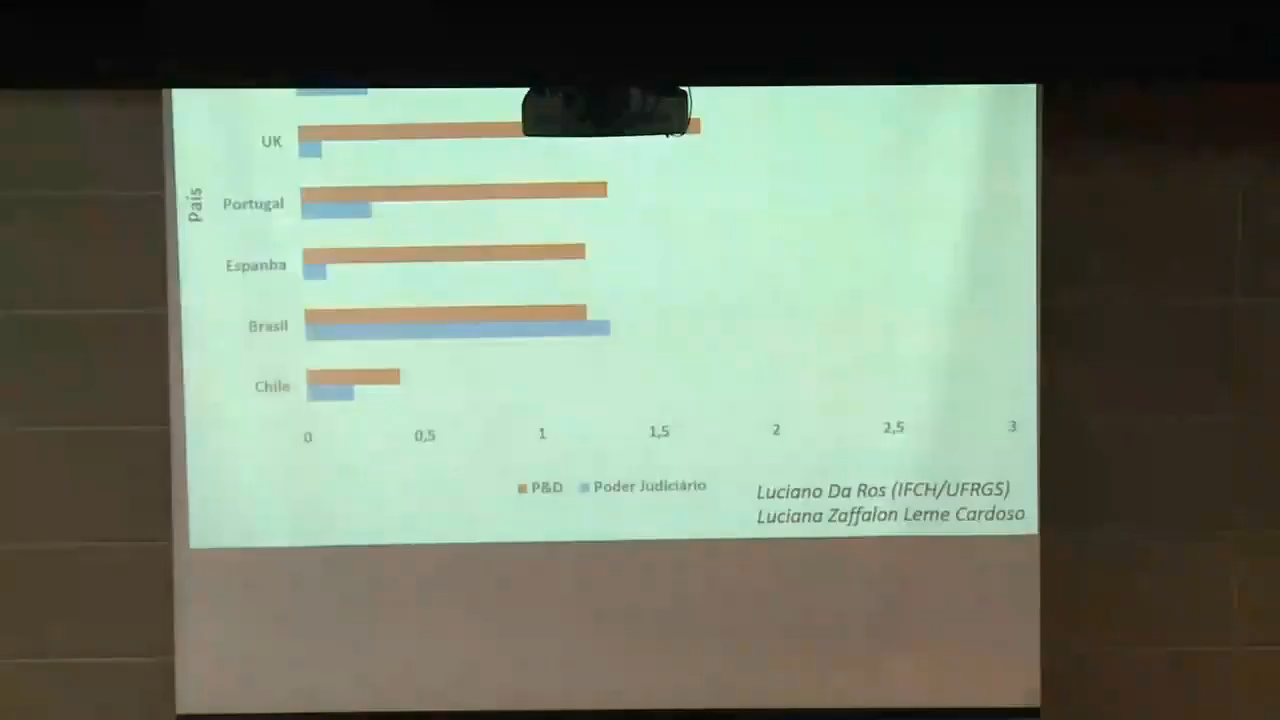 País
UK
Portugal
Espanha
Brasil
Chile
0 0,5 1 1,5 2 2,5 3
P&D Poder Judiciário
Luciano Da Ros (IFCH/UFRGS)
Luciana Zaffalon Leme Cardoso